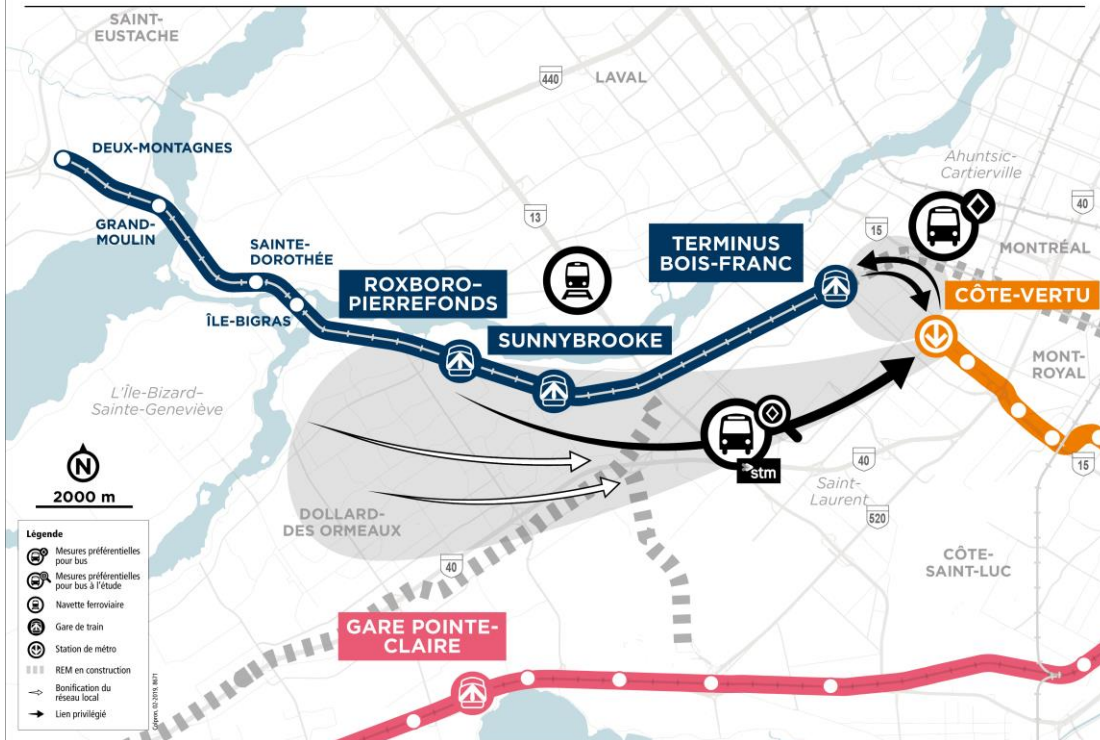 SAINT-
EUSTACHE
LAVAL
440
DEUX-MONTAGNES
Ahuntsic-
Cartierville
40
13
15
GRAND-
MOULIN
SAINTE-
DOROTHÉE
TERMINUS
BOIS-FRANC
MONTRÉAL
ROXBORO–
PIERREFONDS
CÔTE-VERTU
ÎLE-BIGRAS
SUNNYBROOKE
MONT-
ROYAL
L'Île-Bizard–
Sainte-Geneviève
N
2000 m
stm
40
15
Saint-
Laurent
520
DOLLARD-
DES ORMEAUX
40
CÔTE-
SAINT-LUC
GARE POINTE-
CLAIRE
Légende
Mesures préférentielles
pour bus
Mesures préférentielles
pour bus à l'étude
Navette ferroviaire
Gare de train
Station de métro
REM en construction
Bonification du
réseau local
Lien privilégié